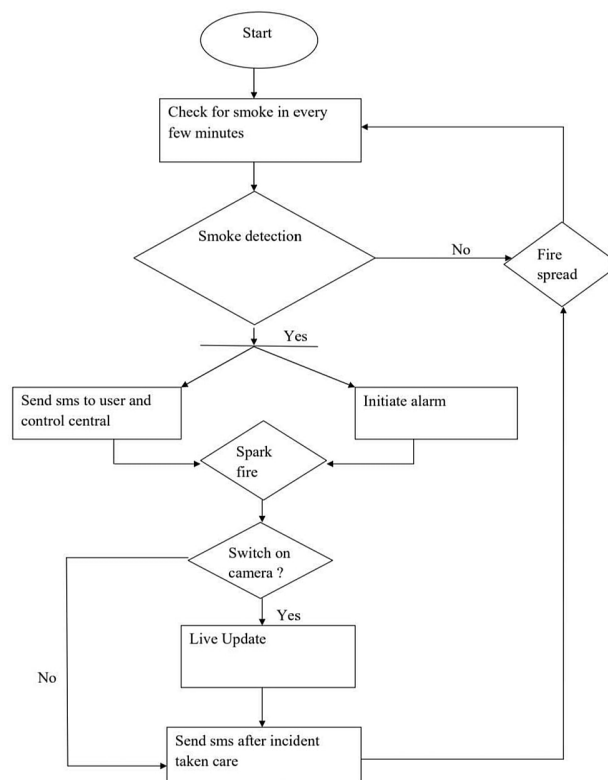 Start
Check for smoke in every
few minutes
Smoke detection
No
Fire
spread
Yes
Send sms to user and
control central
Initiate alarm
Spark
fire
Switch on
camera ?
Yes
Live Update
No
Send sms after incident
taken care